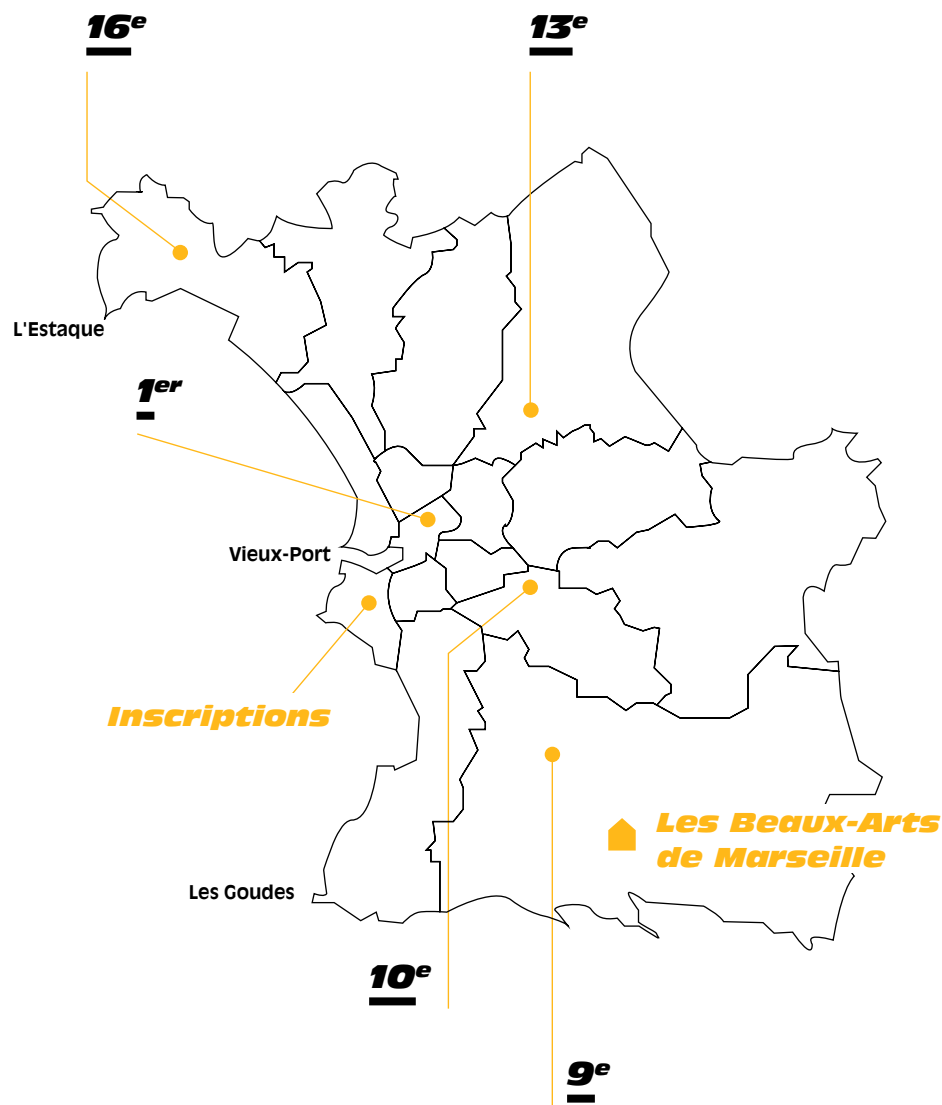 16e
13e
L'Estaque
1er
Vieux-Port
Inscriptions
Les Beaux-Arts
de Marseille
Les Goudes
10e
9e